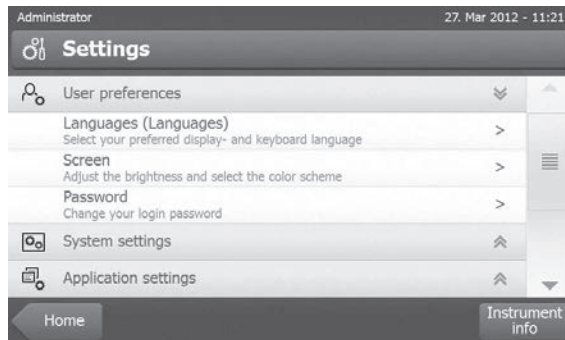 Administrator
27. Mar 2012 - 11:21
Settings
User preferences
Languages (Languages)
Select your preferred display- and keyboard language
>
Screen
Adjust the brightness and select the color scheme
>
Password
Change your login password
>
System settings
Application settings
Home
Instrument
info